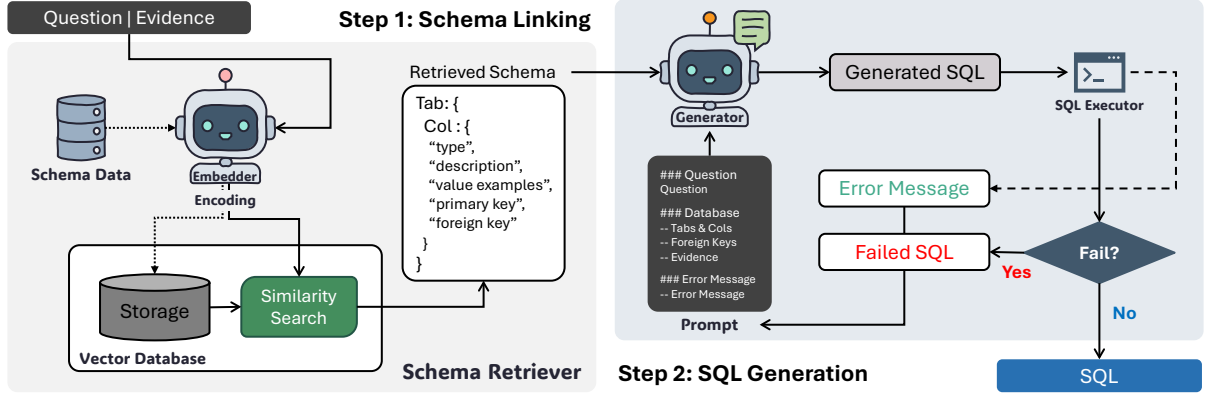 Question | Evidence
Step 1: Schema Linking
Schema Data
Embedder
Encoding
Storage
Similarity
Search
Vector Database
Retrieved Schema
Tab: {
Col : {
“type”,
“description”,
“value examples”,
“primary key”,
“foreign key”
}
}
Schema Retriever
Generator
Generated SQL
SQL Executor
### Question
Question
### Database
-- Tabs & Cols
-- Foreign Keys
-- Evidence
### Error Message
-- Error Message
Prompt
Error Message
Failed SQL
Fail?
Yes
No
SQL
Step 2: SQL Generation